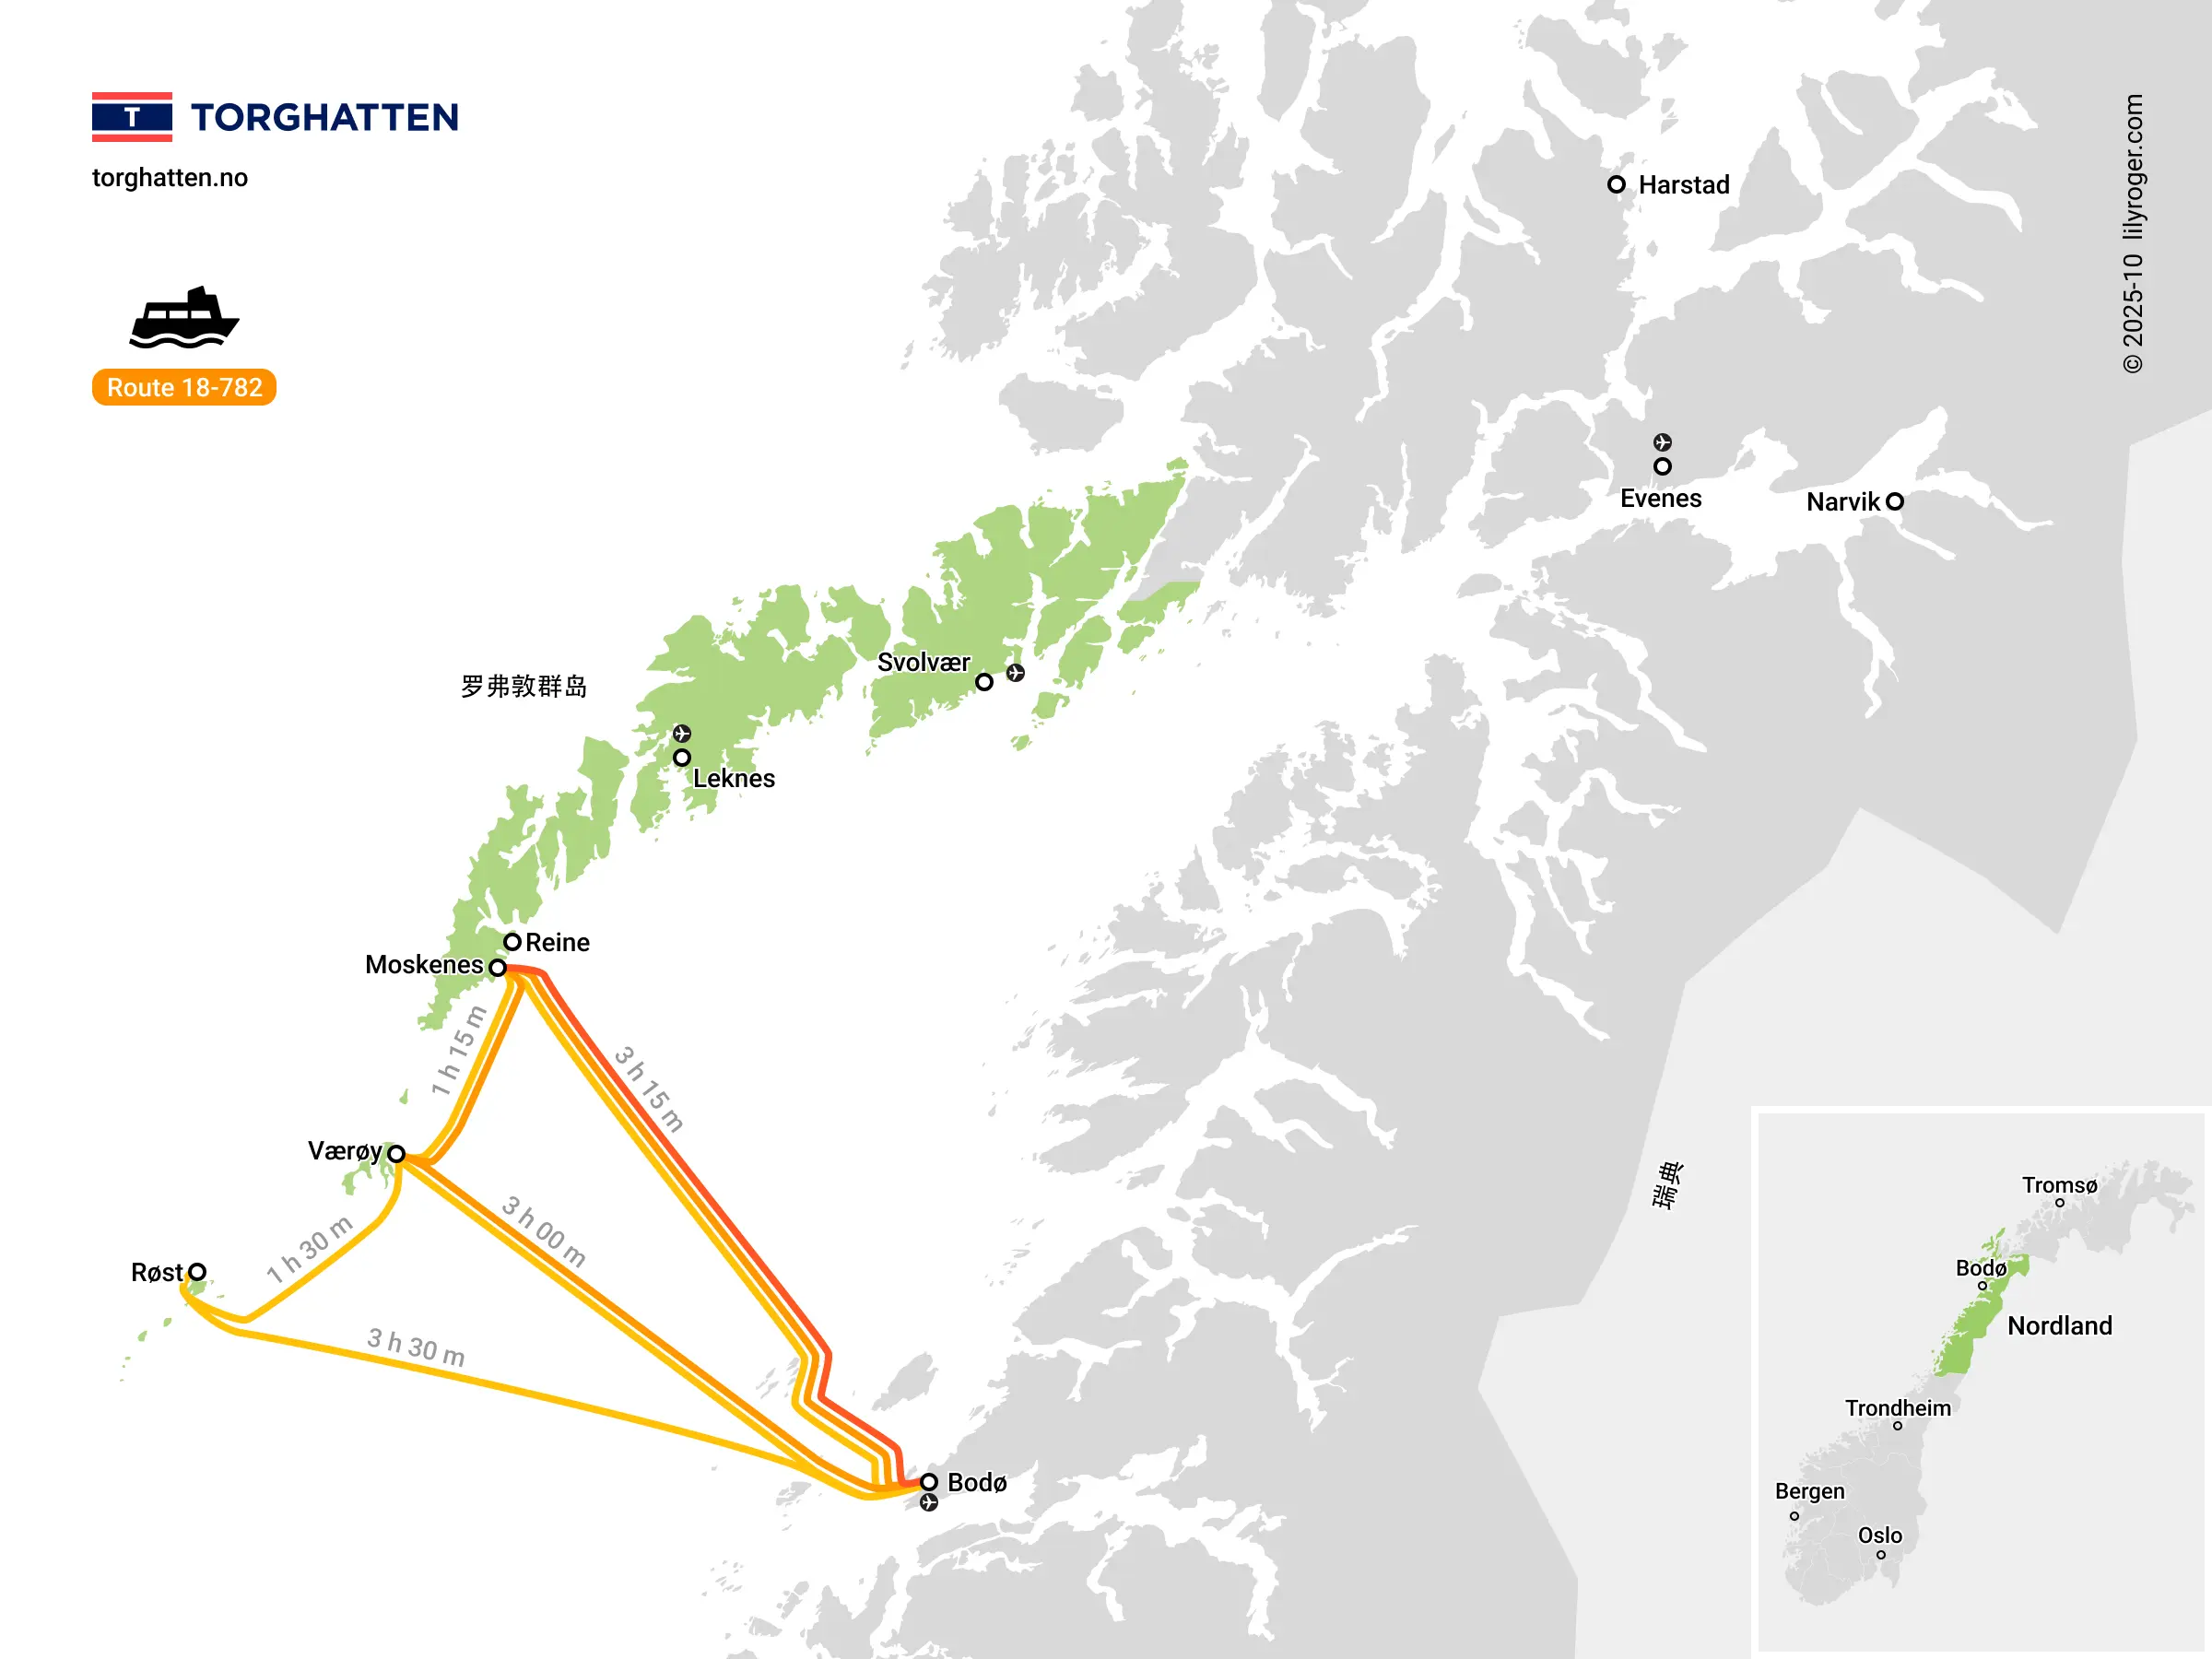 T TORGHATTEN
torghatten.no
Route 18-782
© 2025-10 lilyroger.com
Harstad
Evenes
Narvik
Svolvær
罗弗敦群岛
Leknes
Reine
Moskenes
1 h 15 m
3 h 15 m
Værøy
3 h 00 m
1 h 30 m
Røst
3 h 30 m
Bodø
瑞典
Tromsø
Bodø
Nordland
Trondheim
Bergen
Oslo